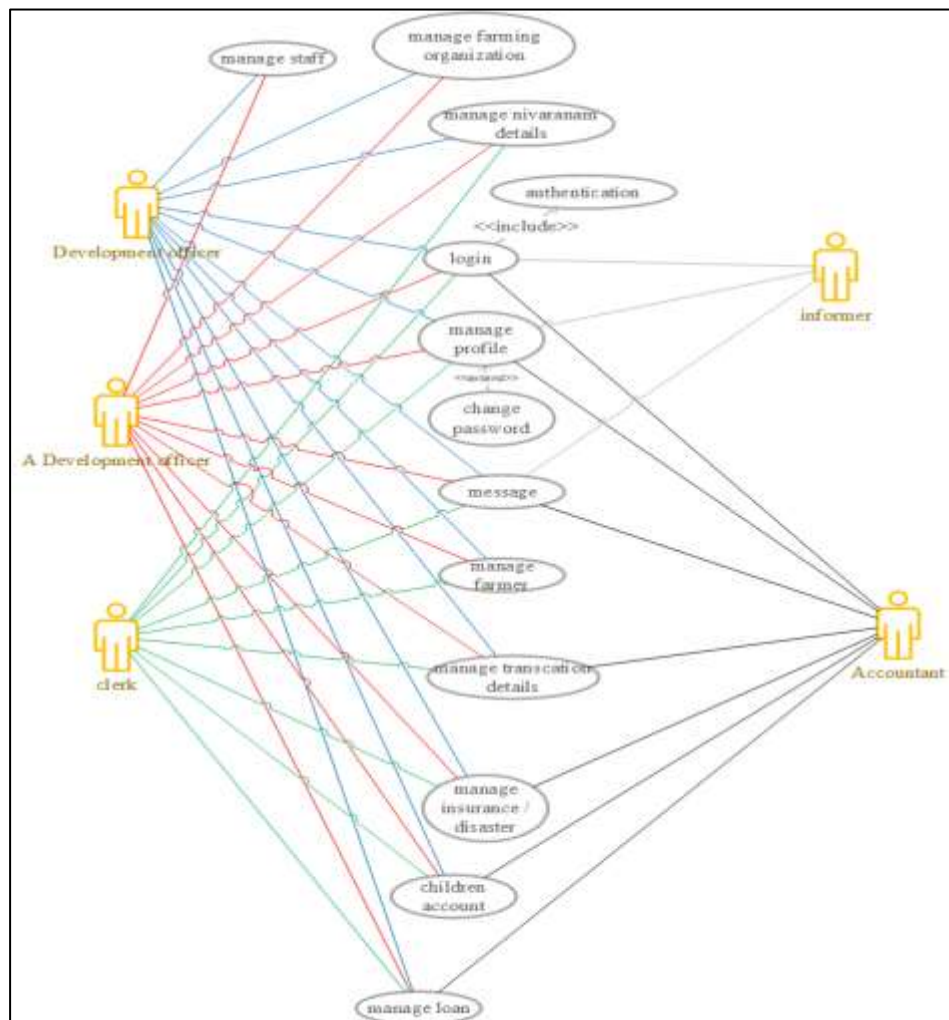 manage farming
organization
manage staff
manage nivaranam
details
authentication
<<include>>
Development officer
login
informer
manage
profile
change
password
A Development officer
message
manage
farmer
manage transcation
details
clerk
Accountant
manage
insurance /
disaster
children
account
manage loan